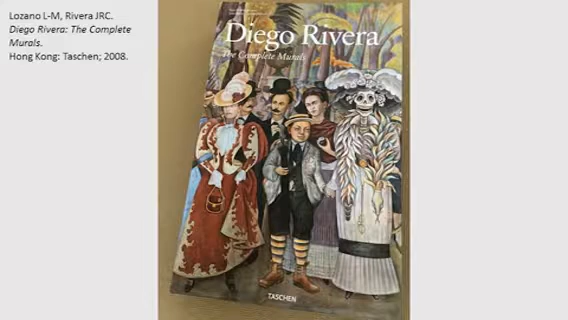 Lozano L-M, Rivera JRC.
Diego Rivera: The Complete
Murals.
Hong Kong: Taschen; 2008.
Diego Rivera
The Complete Murals
TASCHEN